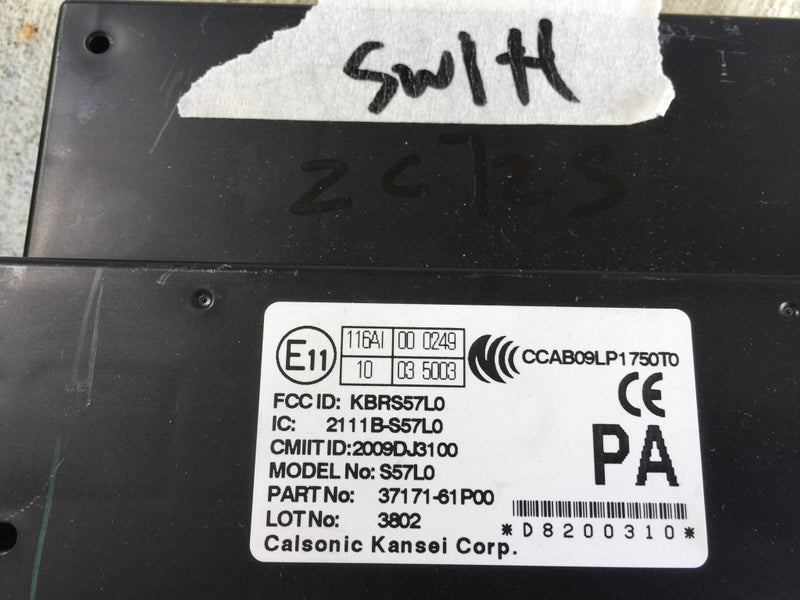 SWIH
ZC72S
E11
116AI 00 0249
10 03 5003
CCAB09LP1750T0
CE
FCC ID: KBRS57L0
IC: 2111B-S57L0
CMIIT ID:2009DJ3100
MODEL No: S57L0
PA
PART No: 37171-61P00
LOT No: 3802
*D8200310*
Calsonic Kansei Corp.